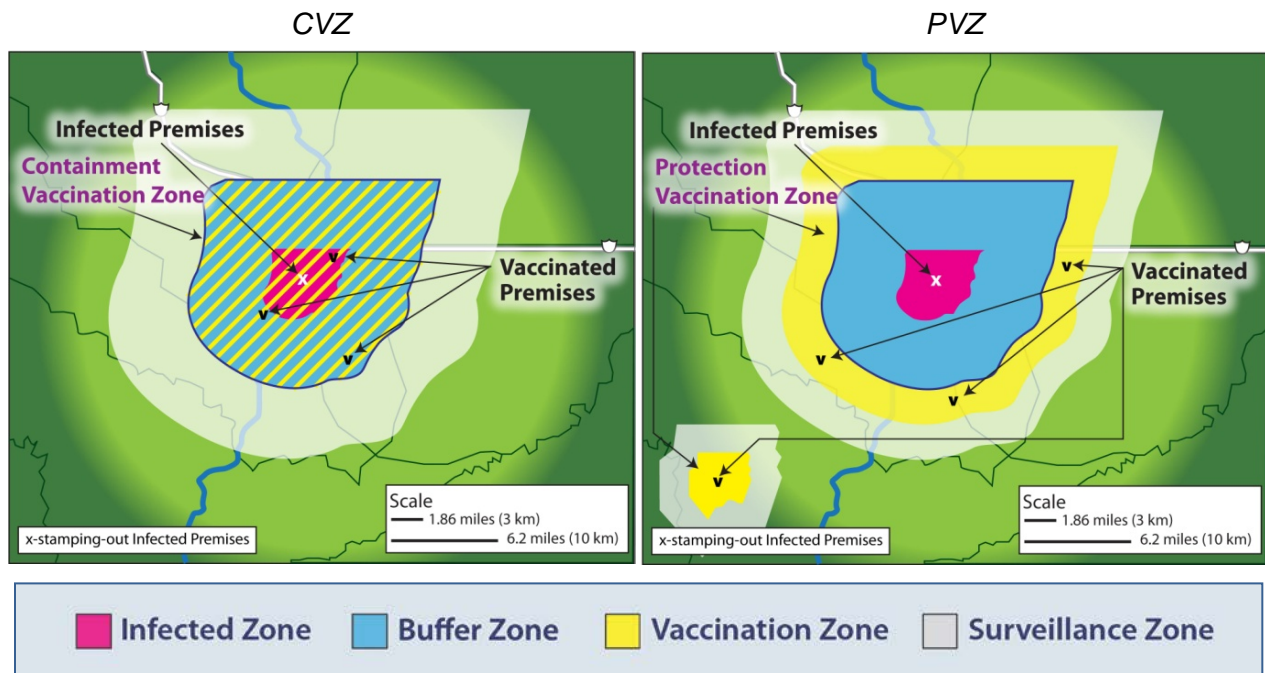 CVZ
PVZ
Infected Premises
Containment
Vaccination Zone
x
v
v
v
Vaccinated
Premises
x-stamping-out Infected Premises
Scale
1.86 miles (3 km)
6.2 miles (10 km)
Infected Premises
Protection
Vaccination Zone
x
v
v
v
v
Vaccinated
Premises
x-stamping-out Infected Premises
Scale
1.86 miles (3 km)
6.2 miles (10 km)
Infected Zone
Buffer Zone
Vaccination Zone
Surveillance Zone